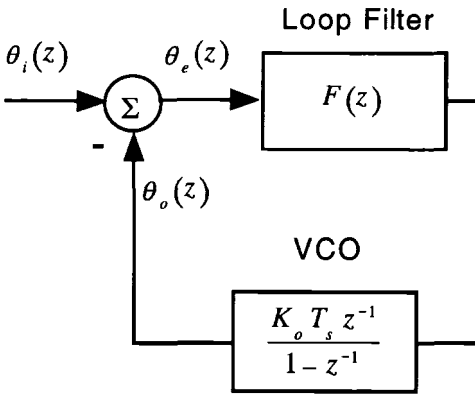 Loop Filter
θ_i(z)
θ_e(z)
F(z)
Σ
-
θ_o(z)
VCO
K_o T_s z^{-1}
1 - z^{-1}